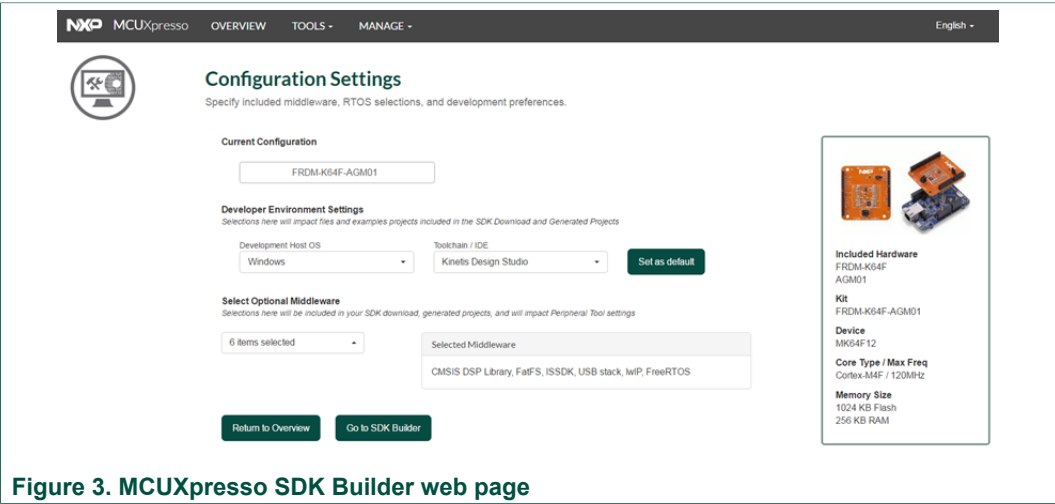 NXP MCUXpresso OVERVIEW TOOLS MANAGE English
Configuration Settings
Specify included middleware, RTOS selections, and development preferences.
Current Configuration
FRDM-K64F-AGM01
Developer Environment Settings
Selections here will impact files and examples projects included in the SDK Download and Generated Projects
Development Host OS Toolchain / IDE
Windows Kinetis Design Studio Set as default
Select Optional Middleware
Selections here will be included in your SDK download, generated projects, and will impact Peripheral Tool settings
6 items selected
Selected Middleware
CMSIS DSP Library, FatFS, ISSDK, USB stack, lwIP, FreeRTOS
Return to Overview Go to SDK Builder
NXP
Included Hardware
FRDM-K64F
AGM01
Kit
FRDM-K64F-AGM01
Device
MK64F12
Core Type / Max Freq
Cortex-M4F / 120MHz
Memory Size
1024 KB Flash
256 KB RAM
Figure 3. MCUXpresso SDK Builder web page